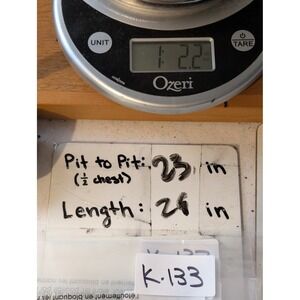 UNIT
1 2.2
TARE
Ozeri
Pit to Pit: 23 in
(½ chest)
Length: 26 in
K-133